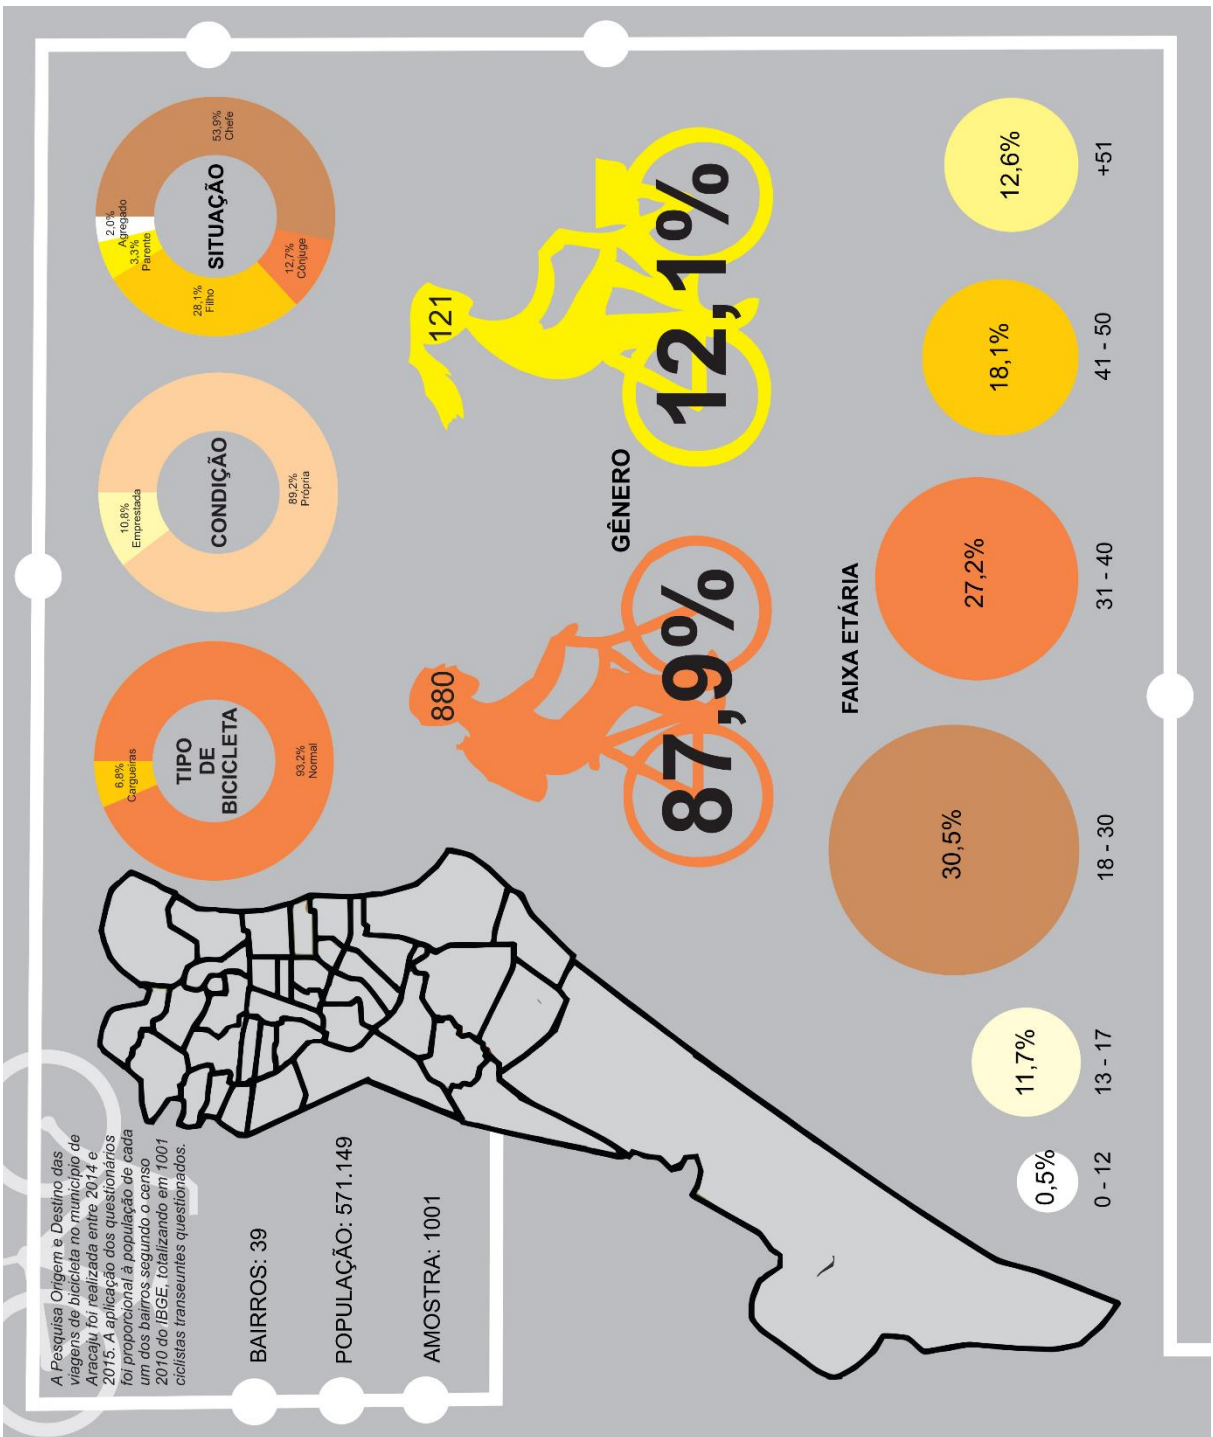 A Pesquisa Origem e Destino das
viagens de bicicleta no município de
Aracaju foi realizada entre 2014 e
2015. A aplicação dos questionários
foi proporcional à população de cada
um dos bairros segundo o censo
2010 do IBGE, totalizando em 1001
ciclistas transeuntes questionados.
BAIRROS: 39
POPULAÇÃO: 571.149
AMOSTRA: 1001
6,8%
Cargueiras
TIPO
DE
BICICLETA
93,2%
Normal
10,8%
Emprestada
CONDIÇÃO
89,2%
Própria
2,0%
Agregado
3,3%
Parente
53,9%
Chefe
28,1%
Filho
SITUAÇÃO
12,7%
Cônjuge
880
87,9%
GÊNERO
121
12,1%
FAIXA ETÁRIA
0,5%
11,7%
30,5%
27,2%
18,1%
12,6%
0 - 12
13 - 17
18 - 30
31 - 40
41 - 50
+51